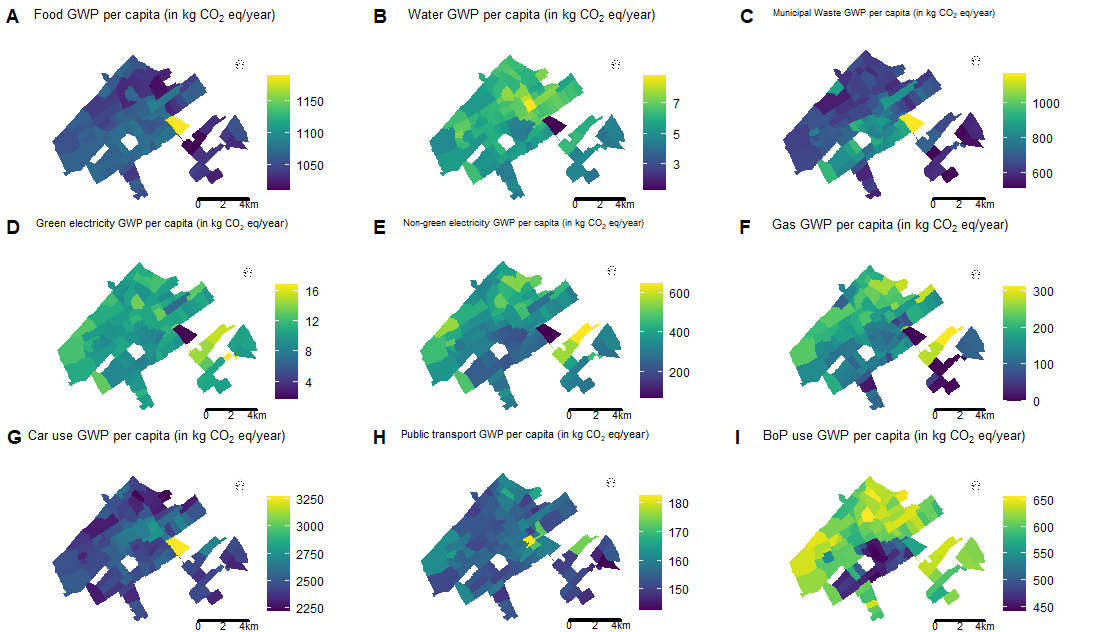 A Food GWP per capita (in kg CO2 eq/year)
1150
1100
1050
0 2 4km
B Water GWP per capita (in kg CO2 eq/year)
7
5
3
0 2 4km
C Municipal Waste GWP per capita (in kg CO2 eq/year)
1000
800
600
0 2 4km
D Green electricity GWP per capita (in kg CO2 eq/year)
16
12
8
4
0 2 4km
E Non-green electricity GWP per capita (in kg CO2 eq/year)
600
400
200
0 2 4km
F Gas GWP per capita (in kg CO2 eq/year)
300
200
100
0
0 2 4km
G Car use GWP per capita (in kg CO2 eq/year)
3250
3000
2750
2500
2250
0 2 4km
H Public transport GWP per capita (in kg CO2 eq/year)
180
170
160
150
0 2 4km
I BoP use GWP per capita (in kg CO2 eq/year)
650
600
550
500
450
0 2 4km